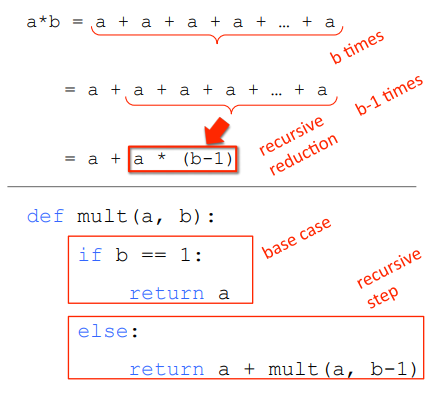 a*b = a + a + a + a + … + a
b times
= a + a + a + a + … + a
b-1 times
= a + a * (b-1)
recursive
reduction
def mult(a, b):
if b == 1:
base case
return a
recursive
step
else:
return a + mult(a, b-1)